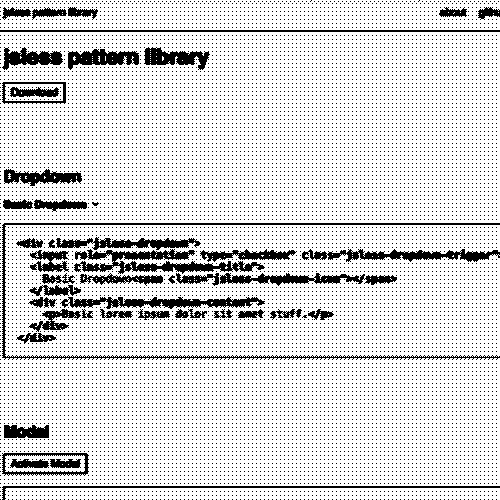 jsless pattern library
about
jsless pattern library
Download
Dropdown
Basic Dropdown
<div class="jsless-dropdown">
<input role="presentation" type="checkbox" class="jsless-dropdown-trigger"
<label class="jsless-dropdown-title">
Basic Dropdown<span class="jsless-dropdown-icon"></span>
</label>
<div class="jsless-dropdown-content">
<p>Basic lorem ipsum dolor sit amet stuff.</p>
</div>
</div>
Modal
Activate Modal